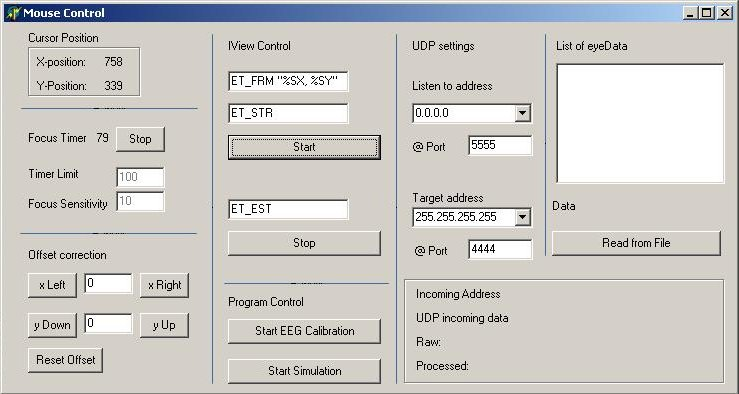 Mouse Control
Cursor Position
X-position: 758
Y-Position: 339
Focus Timer 79 Stop
Timer Limit 100
Focus Sensitivity 10
Offset correction
x Left 0 x Right
y Down 0 y Up
Reset Offset
IView Control
ET_FRM "%SX, %SY"
ET_STR
Start
ET_EST
Stop
Program Control
Start EEG Calibration
Start Simulation
UDP settings
Listen to address
0.0.0.0
@ Port 5555
Target address
255.255.255.255
@ Port 4444
List of eyeData
Data
Read from File
Incoming Address
UDP incoming data
Raw:
Processed: